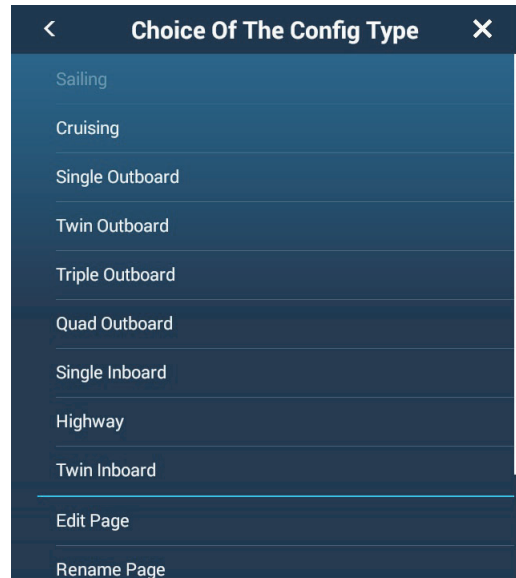 Choice Of The Config Type
Sailing
Cruising
Single Outboard
Twin Outboard
Triple Outboard
Quad Outboard
Single Inboard
Highway
Twin Inboard
Edit Page
Rename Page